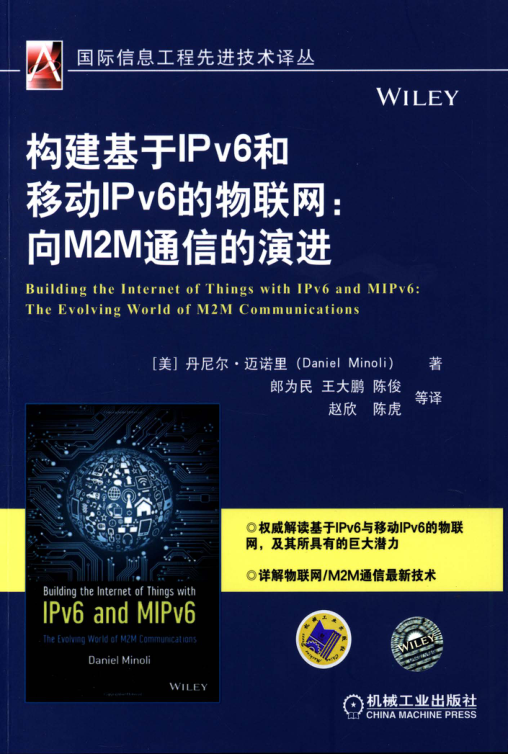 国际信息工程先进技术译丛
WILEY
构建基于IPv6和
移动IPv6的物联网：
向M2M通信的演进
Building the Internet of Things with IPv6 and MIPv6:
The Evolving World of M2M Communications
[美] 丹尼尔·迈诺里（Daniel Minoli） 著
郎为民 王大鹏 陈俊
赵欣 陈虎 等译
◎权威解读基于IPv6与移动IPv6的物联
网，及其所具有的巨大潜力
◎详解物联网/M2M通信最新技术
Building the Internet of Things with
IPv6 and MIPv6
The Evolving World of M2M Communications
Daniel Minoli
WILEY
WILEY
机械工业出版社
CHINA MACHINE PRESS